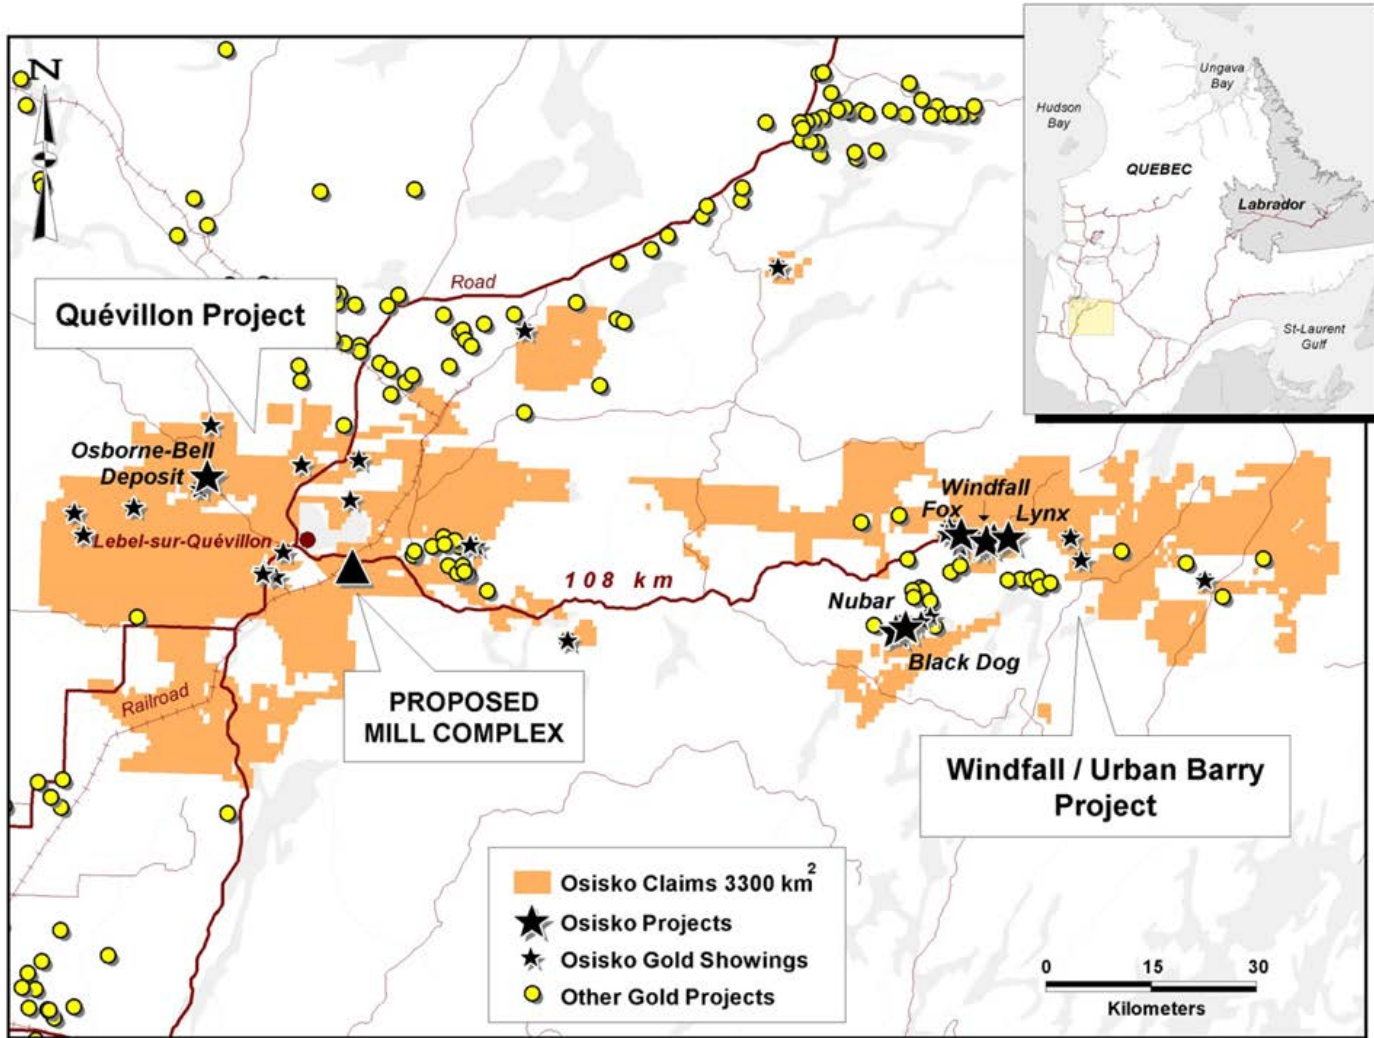 N
Hudson
Bay
Ungava
Bay
QUEBEC
Labrador
St-Laurent
Gulf
Road
Quévillon Project
Osborne-Bell
Deposit
Lebel-sur-Quévillon
Windfall
Fox
Lynx
108 km
Nubar
Black Dog
Railroad
PROPOSED
MILL COMPLEX
Windfall / Urban Barry
Project
Osisko Claims 3300 km²
Osisko Projects
Osisko Gold Showings
Other Gold Projects
0 15 30
Kilometers